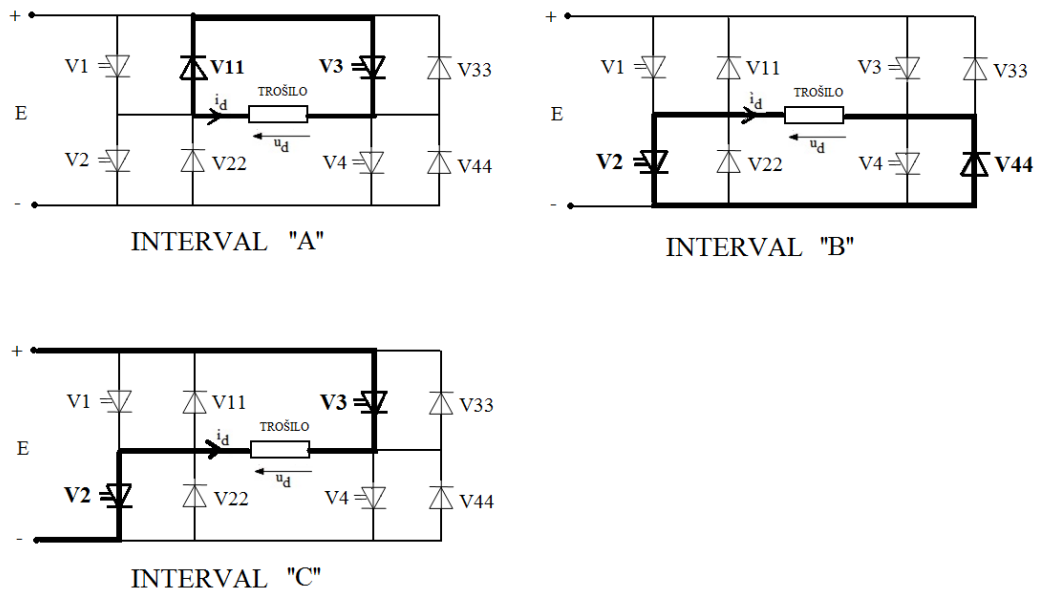 +
V1
V11
V3
V33
TROŠILO
i_d
E
u_d
V2
V22
V4
V44
-
INTERVAL "A"
+
V1
V11
V3
V33
TROŠILO
i_d
E
u_d
V2
V22
V4
V44
-
INTERVAL "B"
+
V1
V11
V3
V33
TROŠILO
i_d
E
u_d
V2
V22
V4
V44
-
INTERVAL "C"